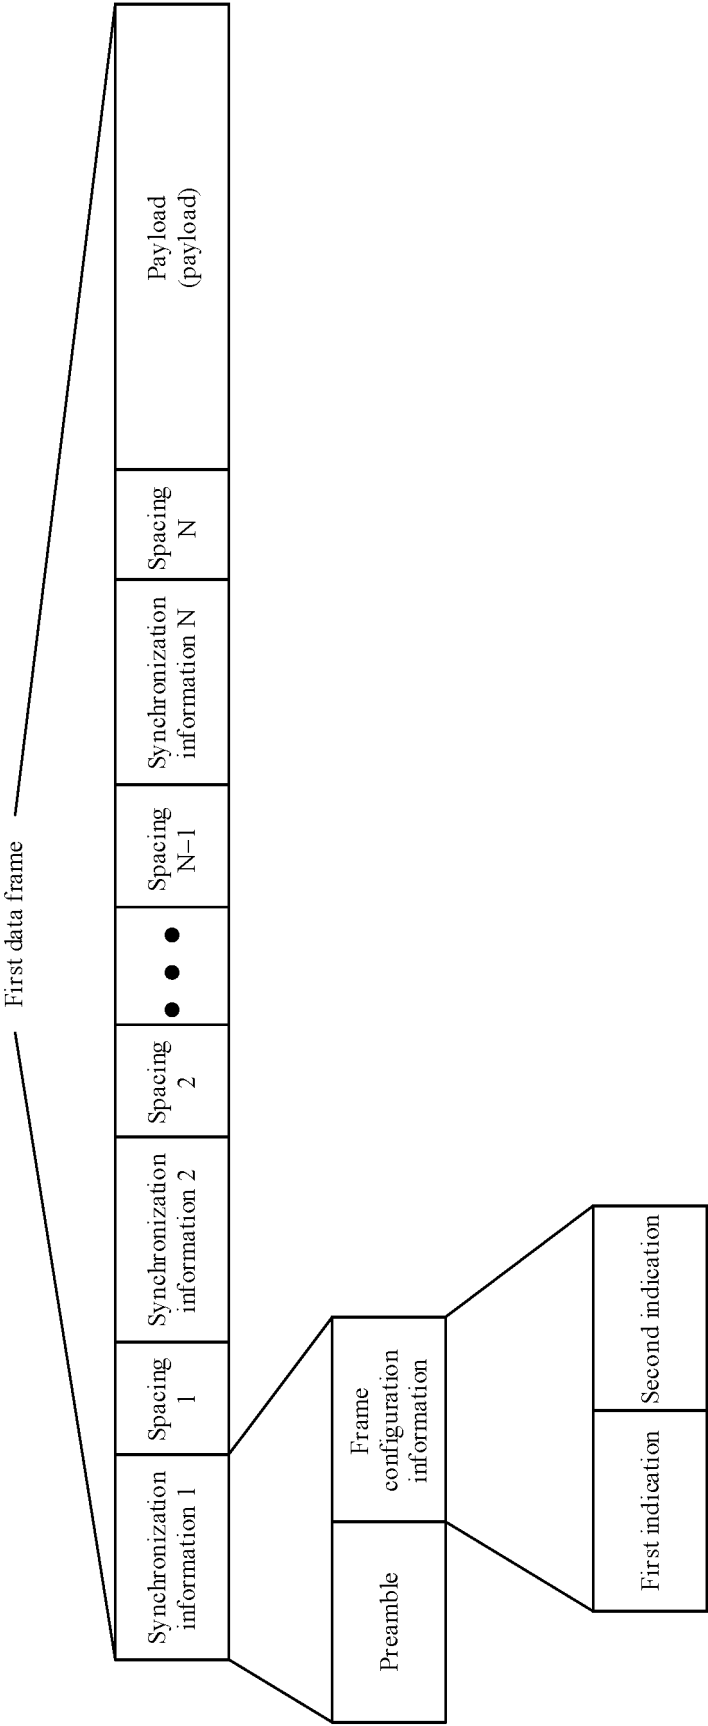 First data frame
Synchronization
information 1
Spacing
1
Synchronization
information 2
Spacing
2
Spacing
N-1
Synchronization
information N
Spacing
N
Payload
(payload)
Preamble
Frame
configuration
information
First indication
Second indication